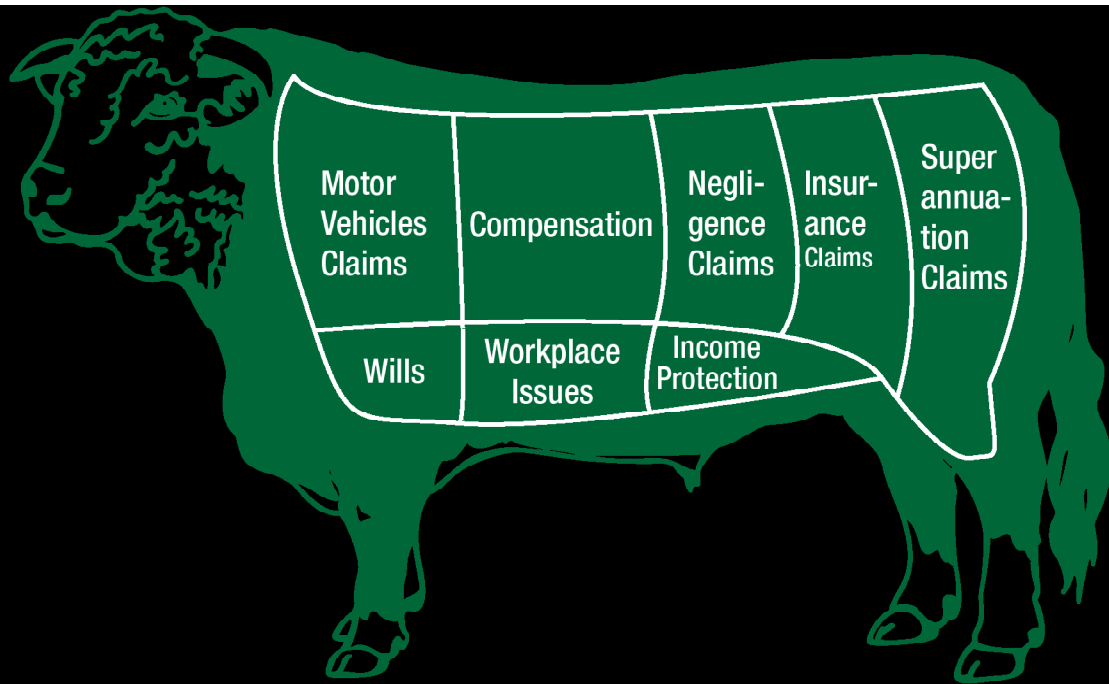 Motor
Vehicles
Claims
Compensation
Negli-
gence
Claims
Insur-
ance
Claims
Super
annua-
tion
Claims
Wills
Workplace
Issues
Income
Protection